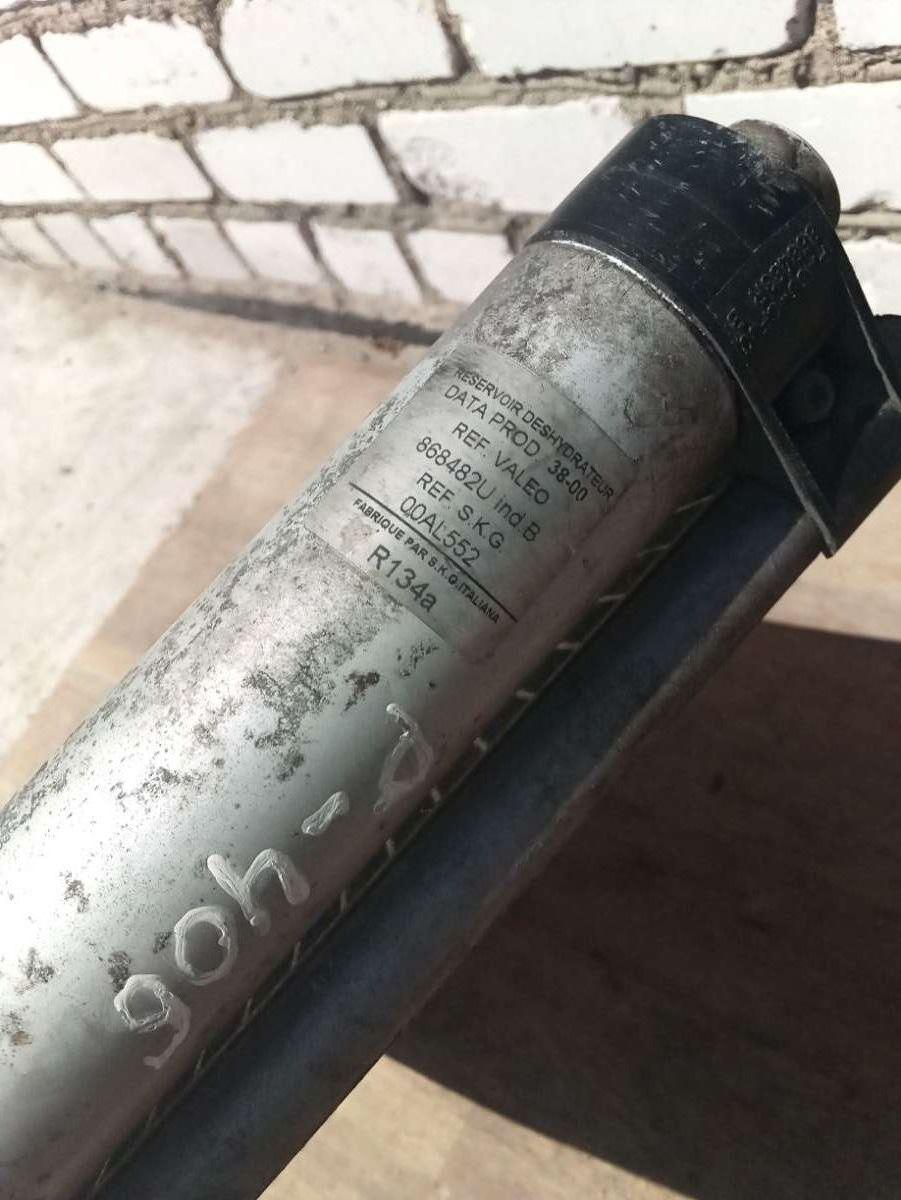 RESERVOIR DESHYDRATEUR
DATA PROD 38-00
REF. VALEO
868482U ind.B
REF S.K.G
00AL552
FABRIQUE PAR S.K.G.ITALIANA
R134a